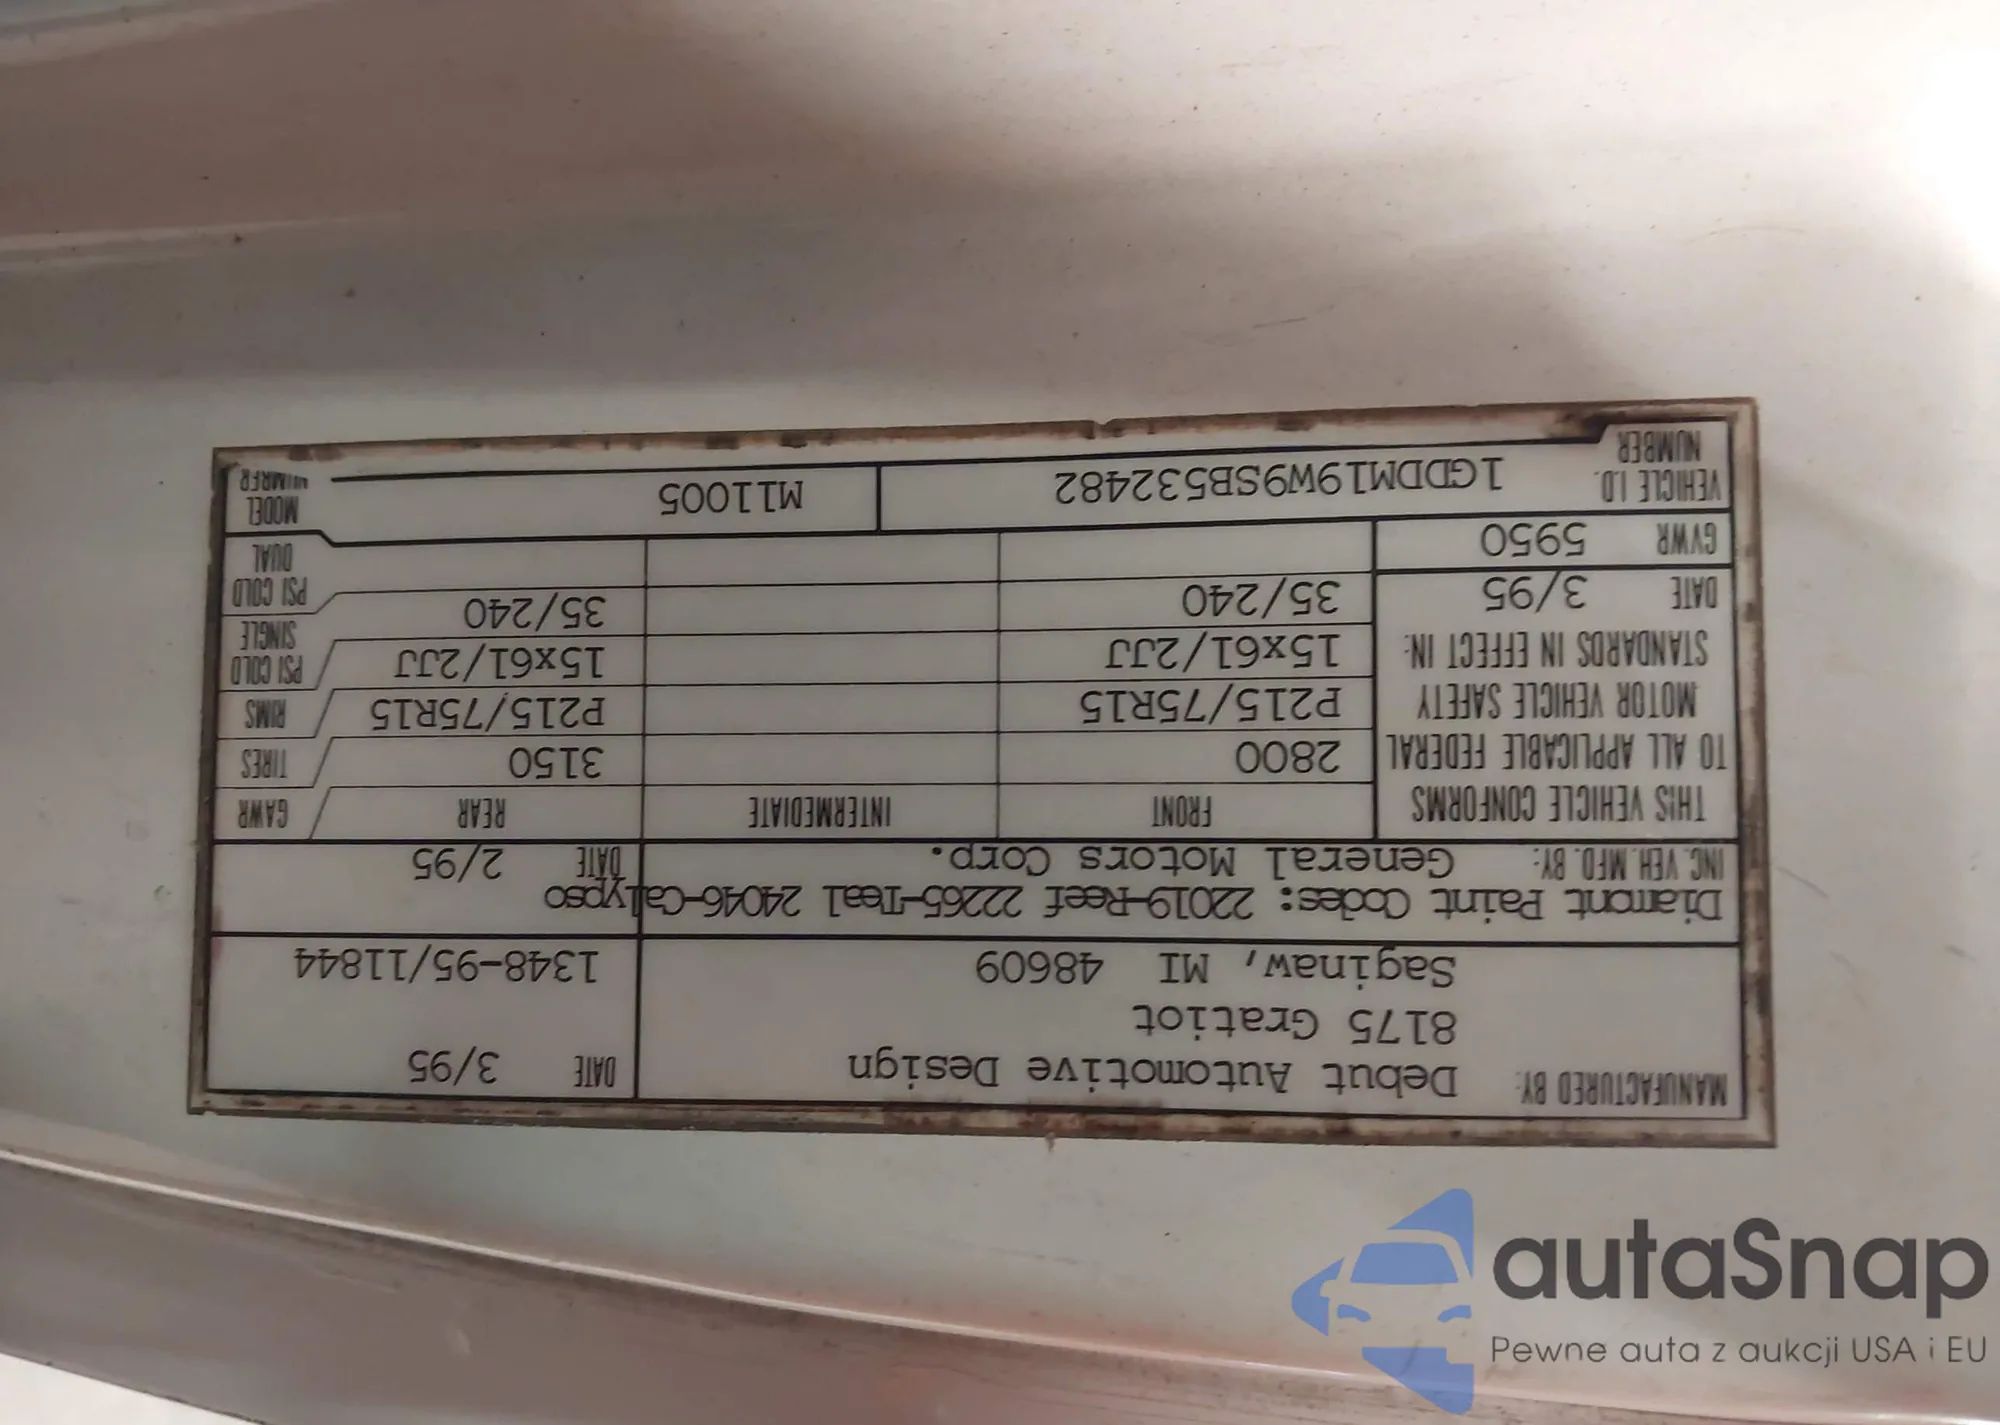 MANUFACTURED BY: Debut Automotive Design DATE 3/95
8175 Gratiot
Saginaw, MI 48609 1348-95/11844
Diamont Paint Codes: 22019-Reef 22265-Teal 24046-Calypso
INC. VEH. MFD. BY: General Motors Corp. DATE 2/95
THIS VEHICLE CONFORMS
TO ALL APPLICABLE FEDERAL
MOTOR VEHICLE SAFETY
STANDARDS IN EFFECT IN:
DATE 3/95
GVWR 5950
FRONT INTERMEDIATE REAR GAWR
2800 3150 TIRES
P215/75R15 P215/75R15 RIMS
15x61/2JJ 15x61/2JJ PSI COLD SINGLE
35/240 35/240 PSI COLD DUAL
VEHICLE I.D. NUMBER 1GDDM19W9SB532482 M11005 MODEL NUMBER
autaSnap
Pewne auta z aukcji USA i EU